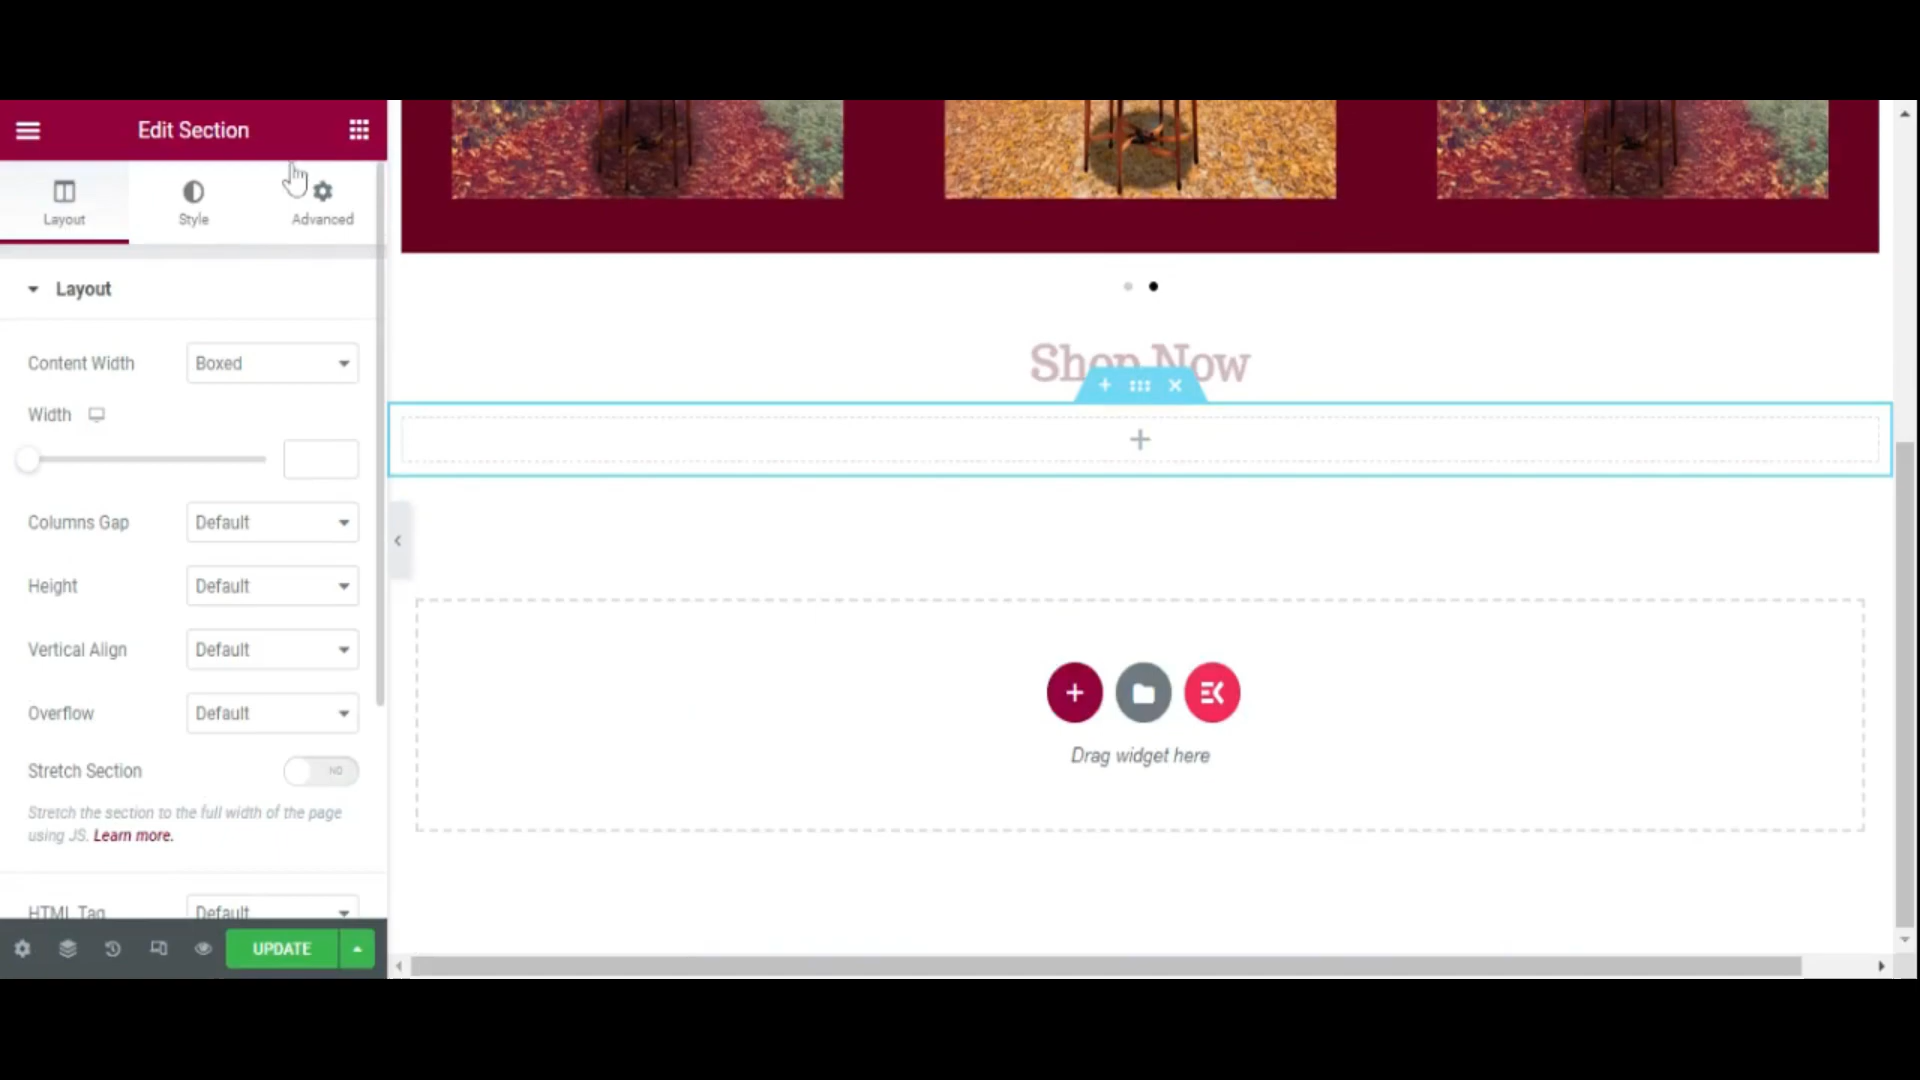 Edit Section
Layout
Style
Advanced
Layout
Content Width
Boxed
Width
Columns Gap
Default
Height
Default
Vertical Align
Default
Overflow
Default
Stretch Section
NO
Stretch the section to the full width of the page
using JS. Learn more.
HTML Tag
Default
UPDATE
Shop Now
Drag widget here